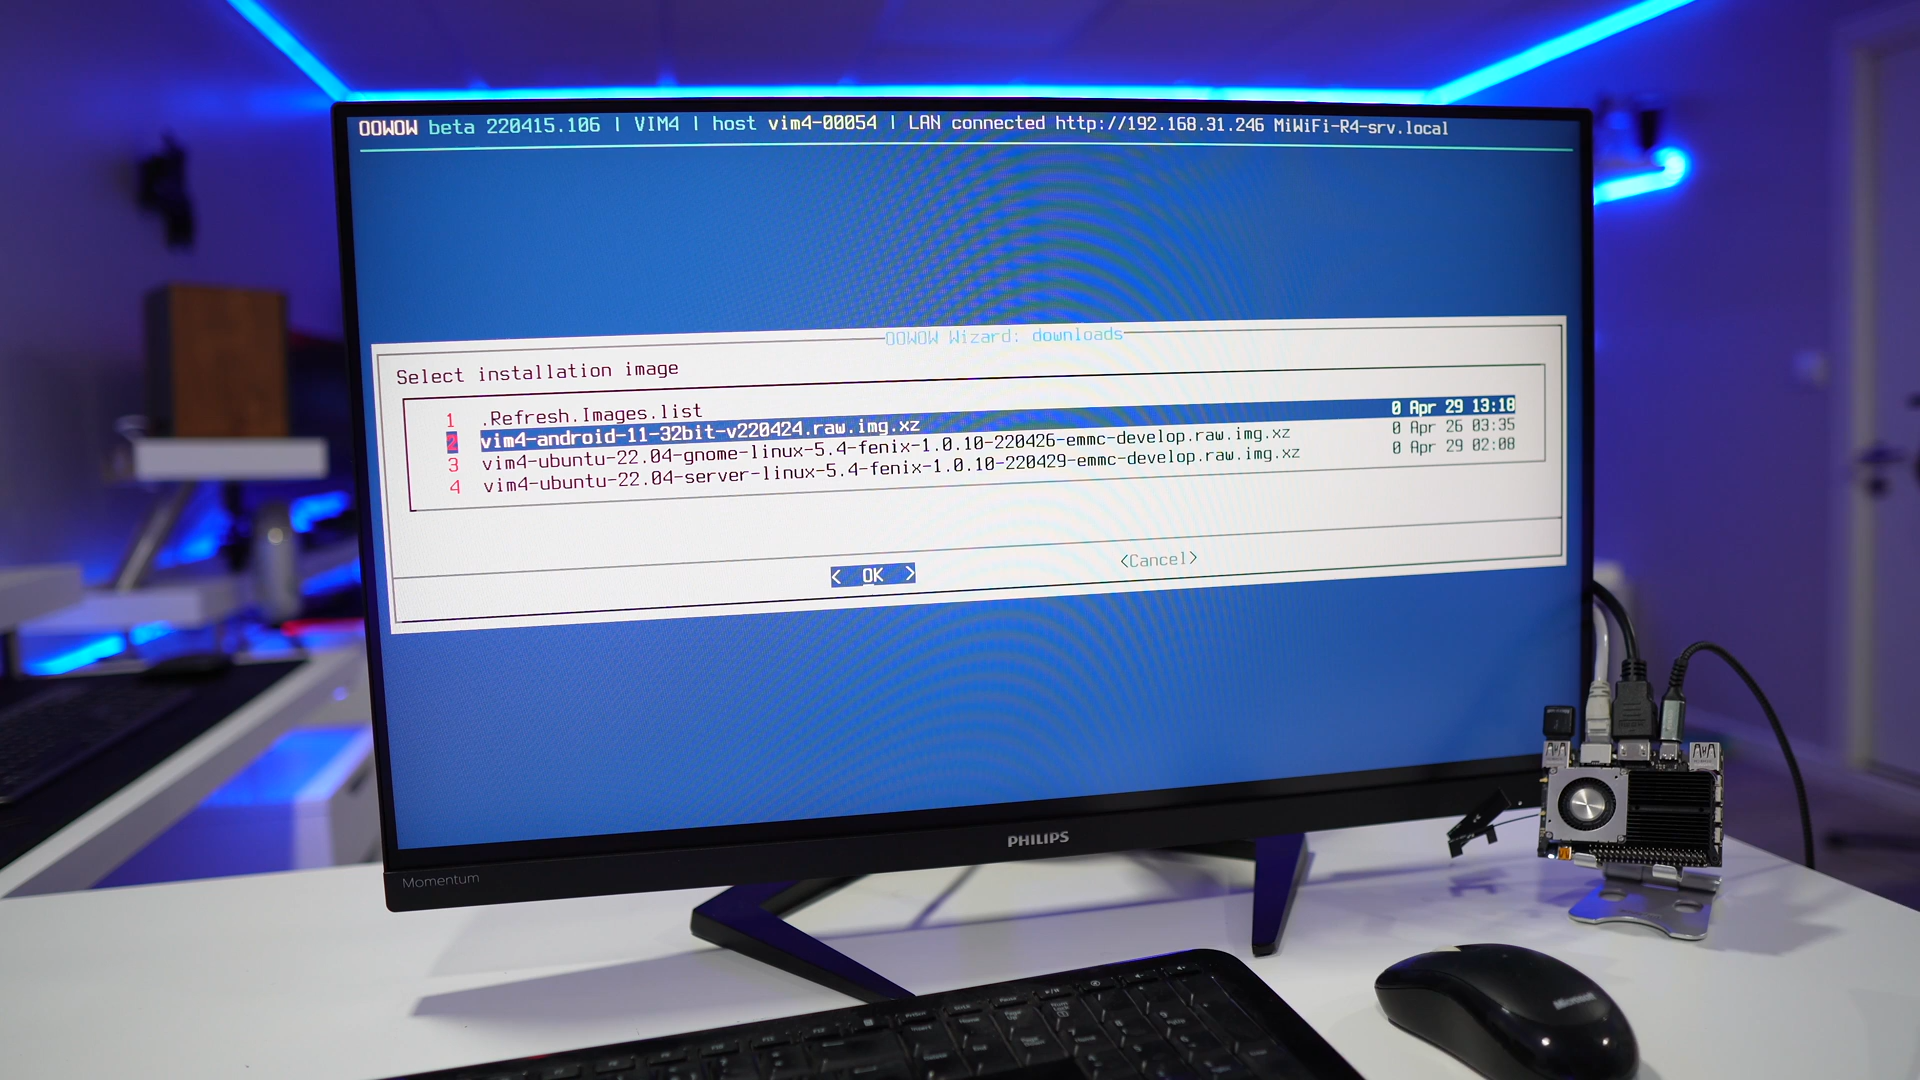 OOWOW beta 220415.106 | VIM4 | host vim4-00054 | LAN connected http://192.168.31.246 MiWiFi-R4-srv.local
OOWOW Wizard: downloads
Select installation image
1 .Refresh.Images.list
2 vim4-android-11-32bit-v220424.raw.img.xz 0 Apr 29 13:18
3 vim4-ubuntu-22.04-gnome-linux-5.4-fenix-1.0.10-220426-emmc-develop.raw.img.xz 0 Apr 26 03:35
4 vim4-ubuntu-22.04-server-linux-5.4-fenix-1.0.10-220429-emmc-develop.raw.img.xz 0 Apr 29 02:08
< OK > <Cancel>
PHILIPS
Momentum
Microsoft